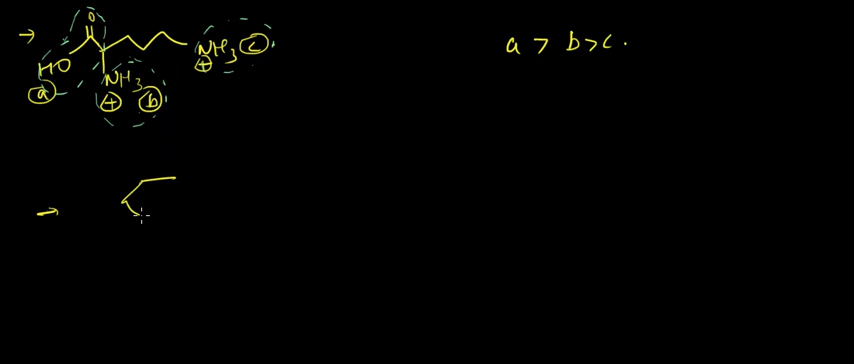 → O
NH3 ⊕ c
a > b > c .
HO
a
NH3 ⊕ b
→